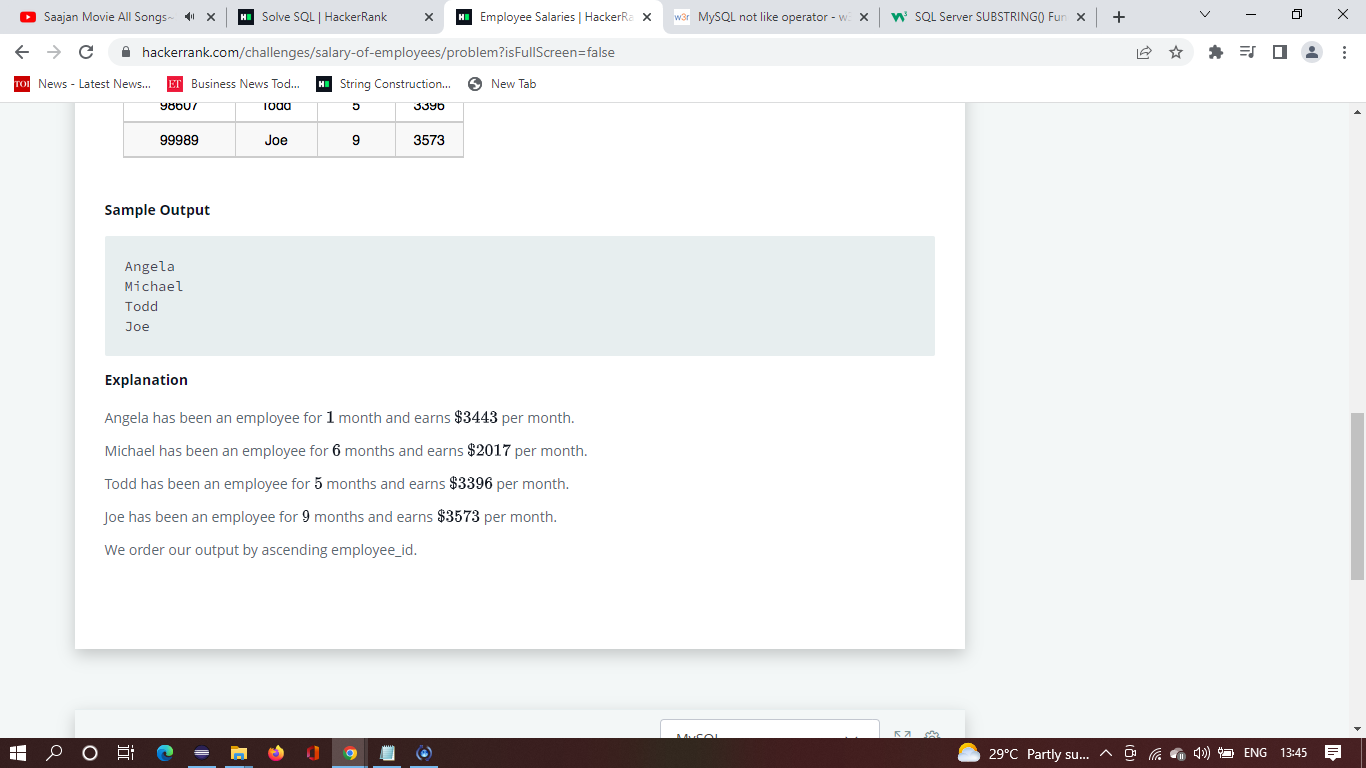 Saajan Movie All Songs
Solve SQL | HackerRank
Employee Salaries | HackerRa
MySQL not like operator - w
SQL Server SUBSTRING() Fun
hackerrank.com/challenges/salary-of-employees/problem?isFullScreen=false
TOI News - Latest News...
ET Business News Tod...
String Construction...
New Tab
98607 Todd 5 3396
99989 Joe 9 3573
Sample Output
Angela
Michael
Todd
Joe
Explanation
Angela has been an employee for 1 month and earns $3443 per month.
Michael has been an employee for 6 months and earns $2017 per month.
Todd has been an employee for 5 months and earns $3396 per month.
Joe has been an employee for 9 months and earns $3573 per month.
We order our output by ascending employee_id.
MySQL
29°C Partly su...
ENG
13:45